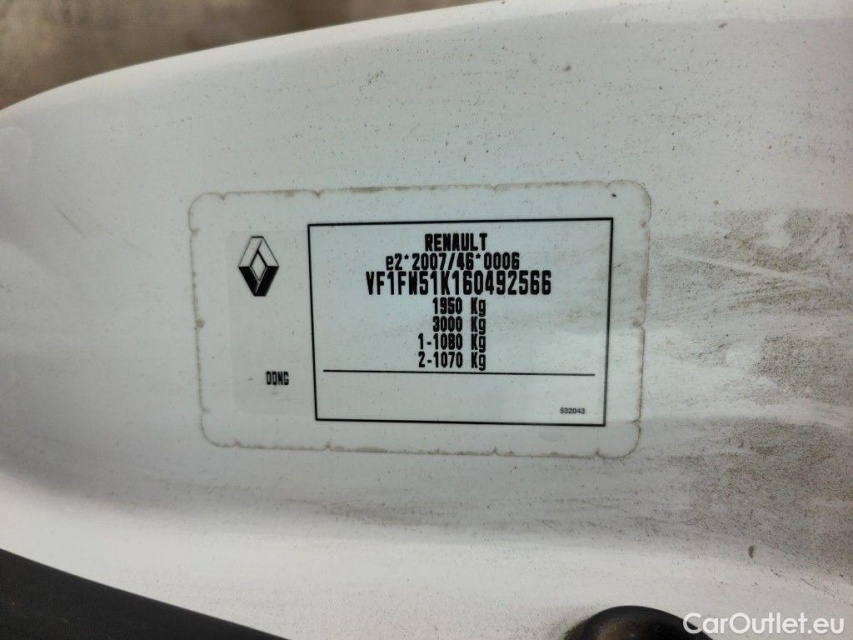 RENAULT
e2*2007/46*0006
VF1FW51K160492566
1950 Kg
3000 Kg
1-1080 Kg
2-1070 Kg
DDNG
532043
CarOutlet.eu